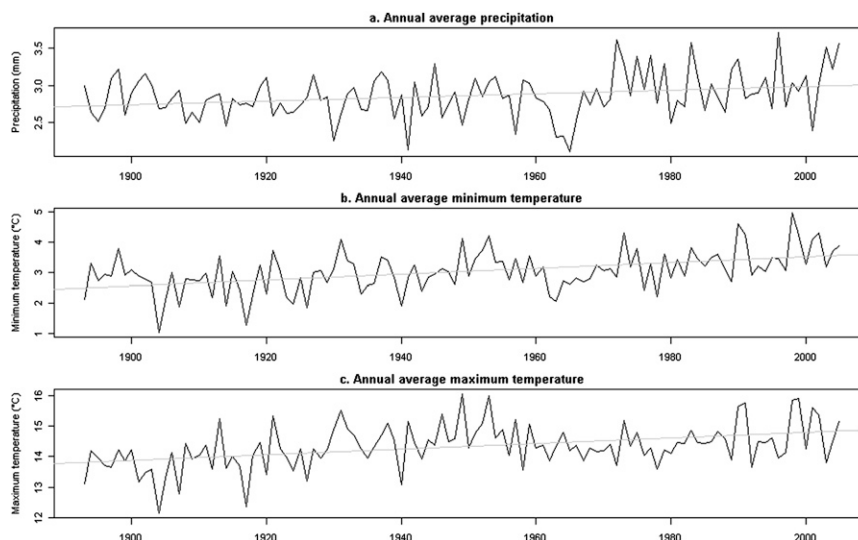 a. Annual average precipitation
Precipitation (mm)
3.5
3.0
2.5
1900 1920 1940 1960 1980 2000
b. Annual average minimum temperature
Minimum temperature (°C)
5
4
3
2
1
1900 1920 1940 1960 1980 2000
c. Annual average maximum temperature
Maximum temperature (°C)
16
15
14
13
12
1900 1920 1940 1960 1980 2000